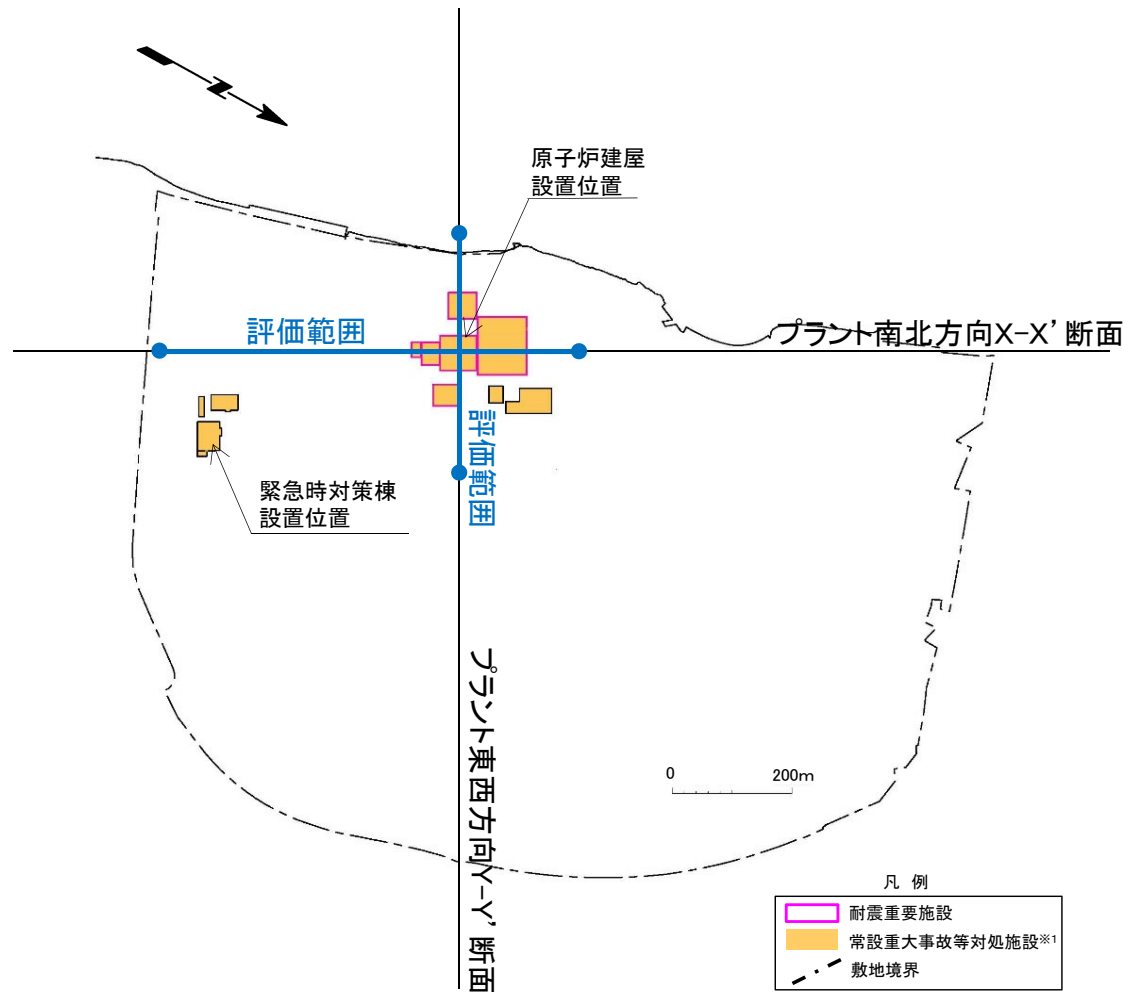 原子炉建屋
設置位置
評価範囲
プラント南北方向X-X’断面
評価範囲
緊急時対策棟
設置位置
プラント東西方向Y-Y’断面
0 200m
凡 例
耐震重要施設
常設重大事故等対処施設※1
敷地境界